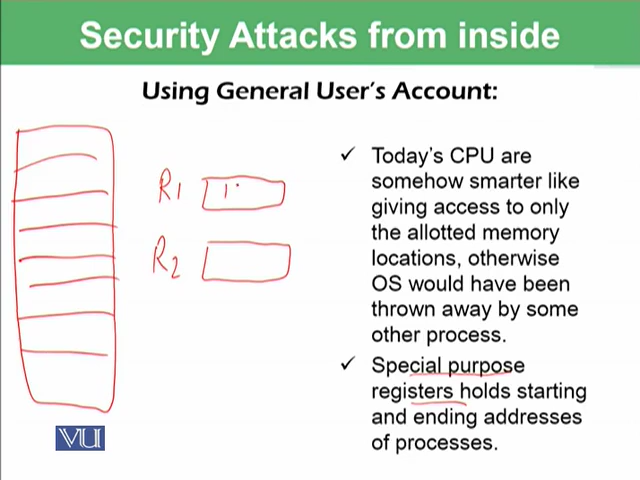 Security Attacks from inside
Using General User's Account:
Today's CPU are
somehow smarter like
giving access to only
the allotted memory
locations, otherwise
OS would have been
thrown away by some
other process.
Special purpose
registers holds starting
and ending addresses
of processes.
R1
R2
VU